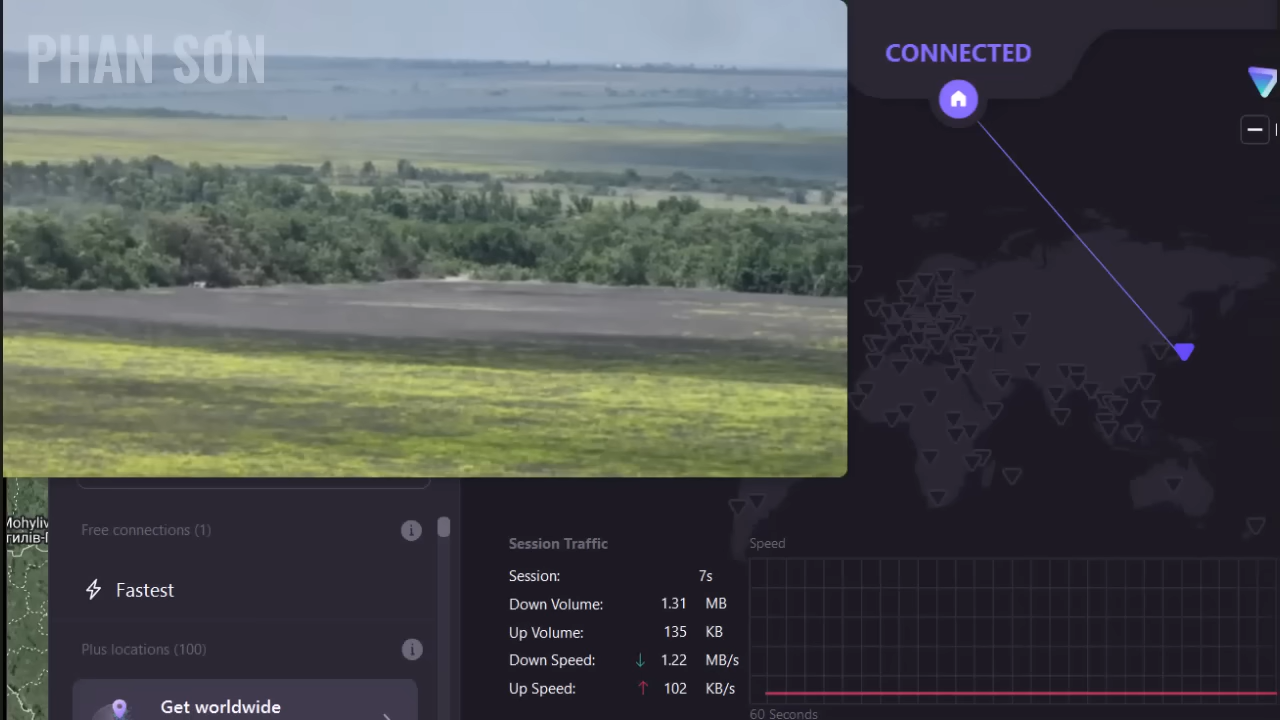 PHAN SƠN
CONNECTED
Mohyliv
Free connections (1)
Fastest
Plus locations (100)
Get worldwide
Session Traffic
Session: 7s
Down Volume: 1.31 MB
Up Volume: 135 KB
Down Speed: ↓ 1.22 MB/s
Up Speed: ↑ 102 KB/s
Speed
60 Seconds